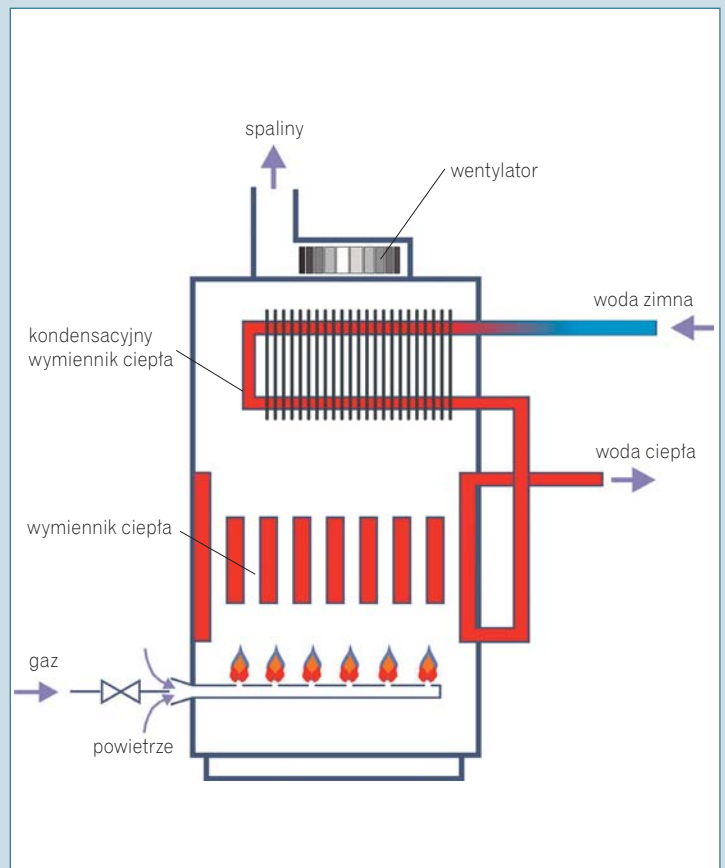 spaliny
wentylator
woda zimna
kondensacyjny
wymiennik ciepła
woda ciepła
wymiennik ciepła
gaz
powietrze